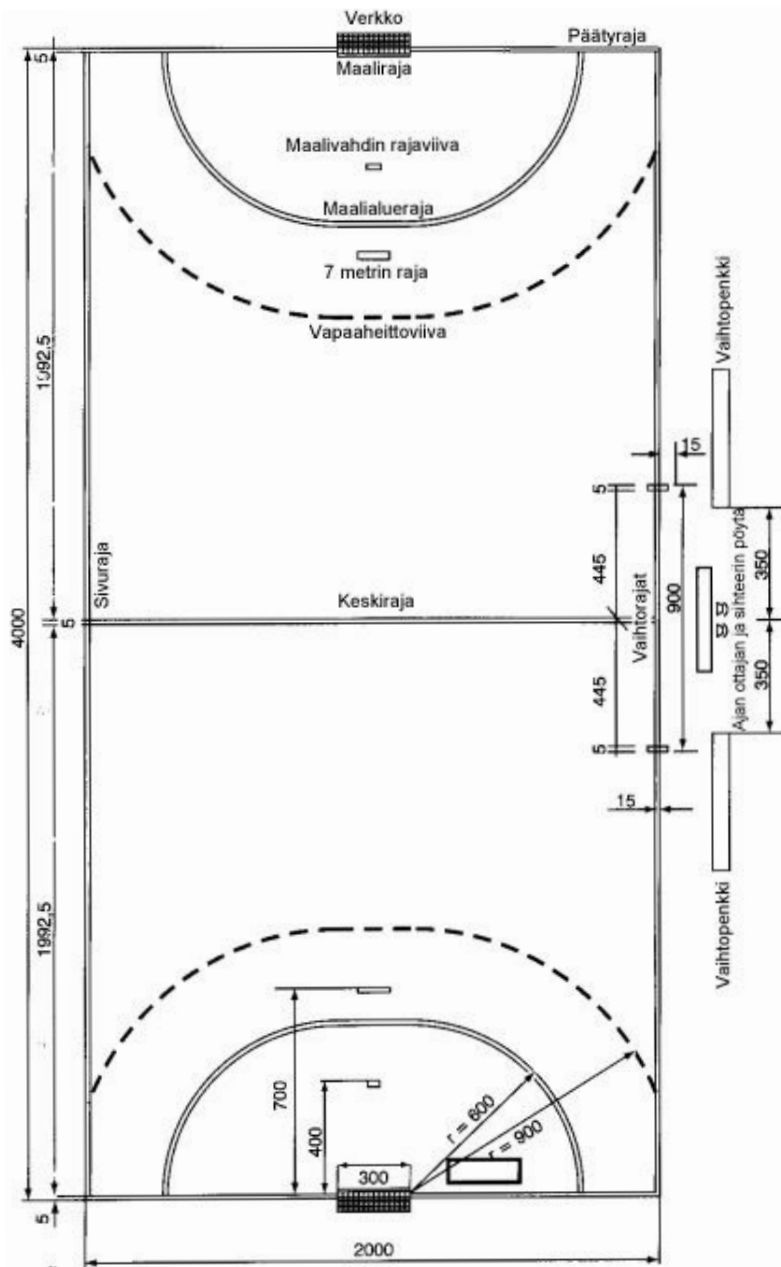 Verkko
Päätyraja
5
Maaliraja
Maalivahdin rajaviiva
Maalialueraja
7 metrin raja
Vapaaheittoviiva
1992,5
Vaihtopenkki
15
5
445
900
Vaihtorajat
Ajan ottajan ja sihteerin pöytä
350
350
Sivuraja
Keskiraja
4000
5
445
5
15
Vaihtopenkki
1992,5
700
400
r = 600
r = 900
300
5
2000